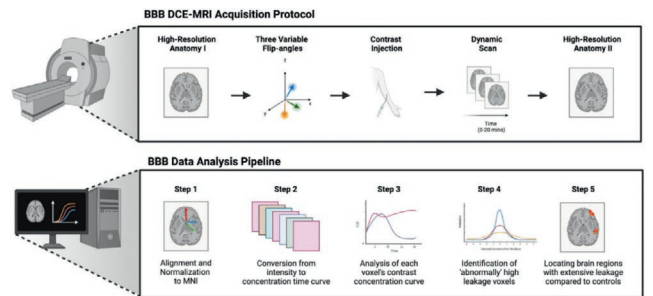 BBB DCE-MRI Acquisition Protocol
High-Resolution
Anatomy I
Three Variable
Flip-angles
Contrast
Injection
Dynamic
Scan
High-Resolution
Anatomy II
z
x
y
Time
(0-20 mins)
BBB Data Analysis Pipeline
Step 1
Alignment and
Normalization
to MNI
Step 2
Conversion from
intensity to
concentration time curve
Step 3
Time
Analysis of each
voxel's contrast
concentration curve
Step 4
Identification of
'abnormally' high
leakage voxels
Step 5
Locating brain regions
with extensive leakage
compared to controls